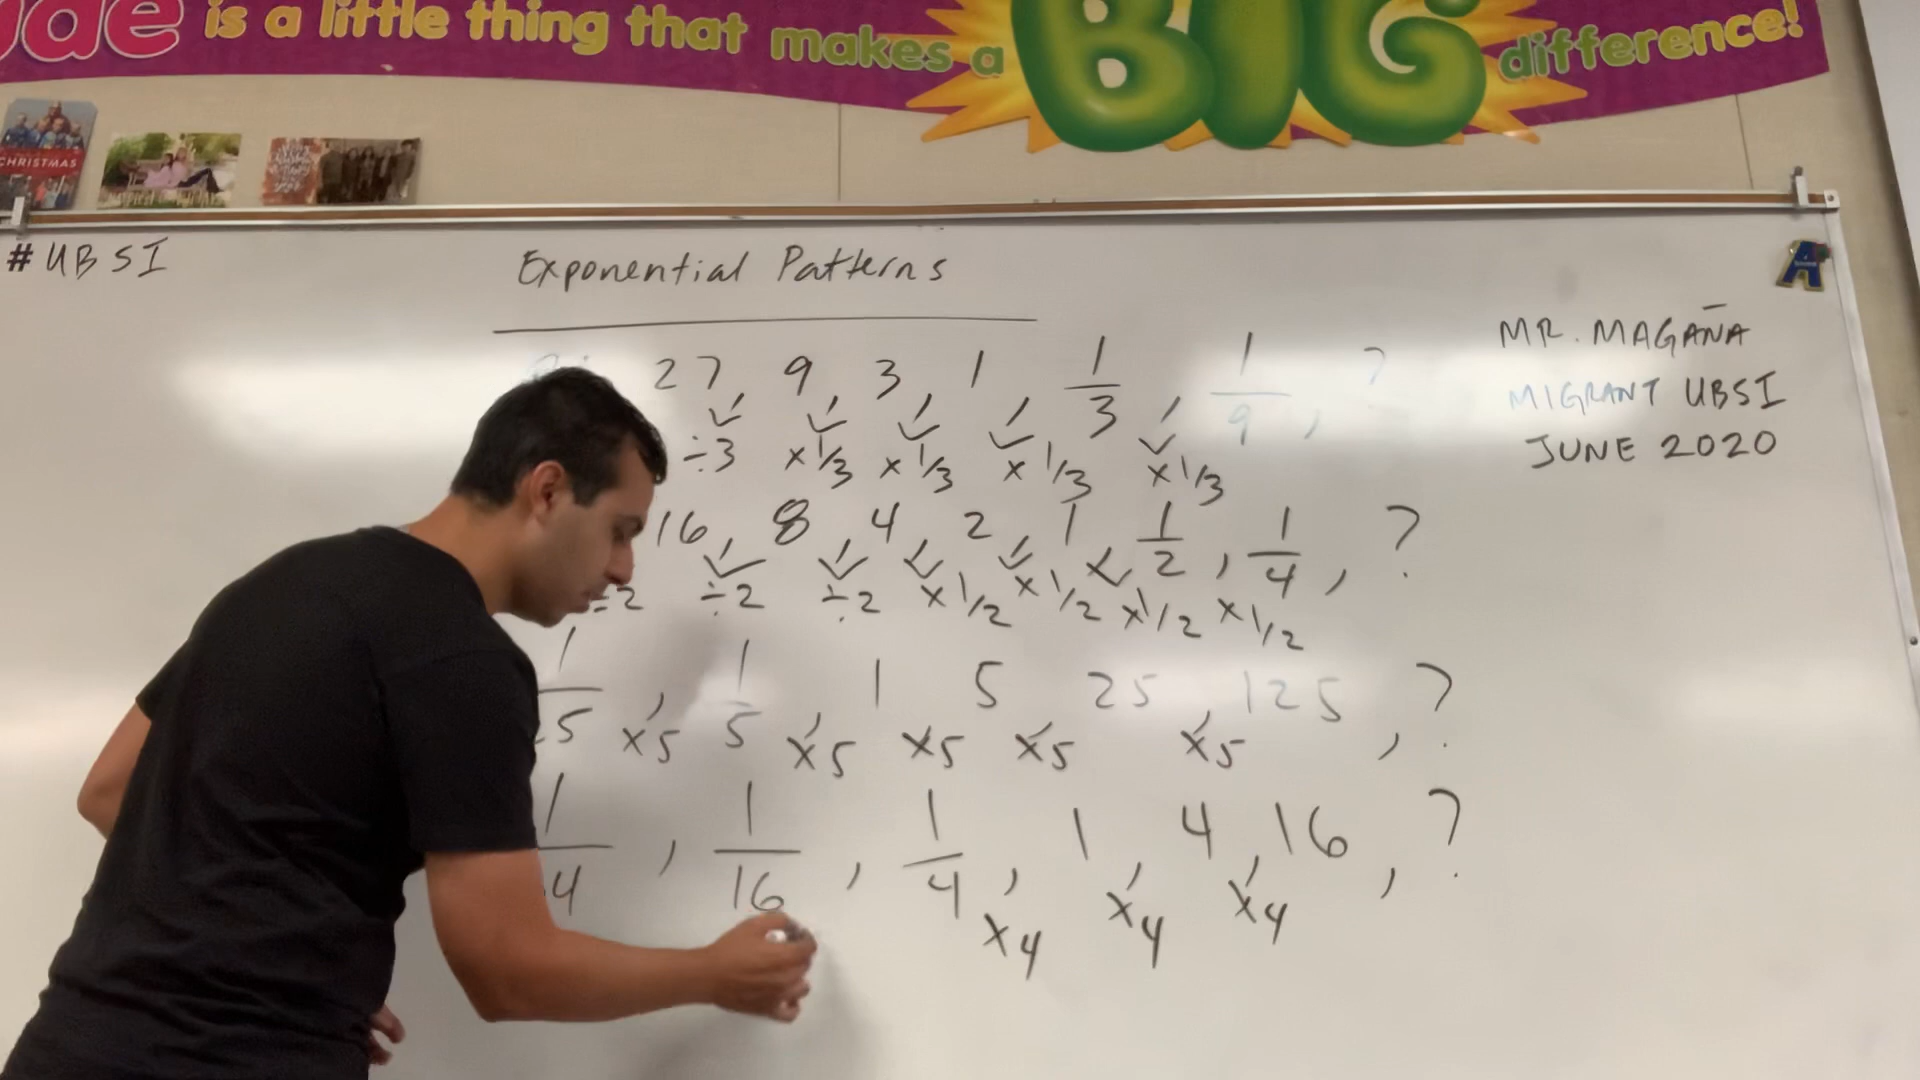 is a little thing that makes a BIG difference!
CHRISTMAS
#UBSI
Exponential Patterns
MR. MAGAÑA
MIGRANT UBSI
JUNE 2020
27, 9, 3, 1, 1/3, 1/9, ?
÷3 x1/3 x1/3 x1/3 x1/3
16, 8, 4, 2, 1, 1/2, 1/4, ?
÷2 ÷2 ÷2 x1/2 x1/2 x1/2 x1/2
1/5, 1 5 25, 125, ?
x5 x5 x5 x5 x5
1/16, 1/4, 1, 4, 16, ?
x4 x4 x4